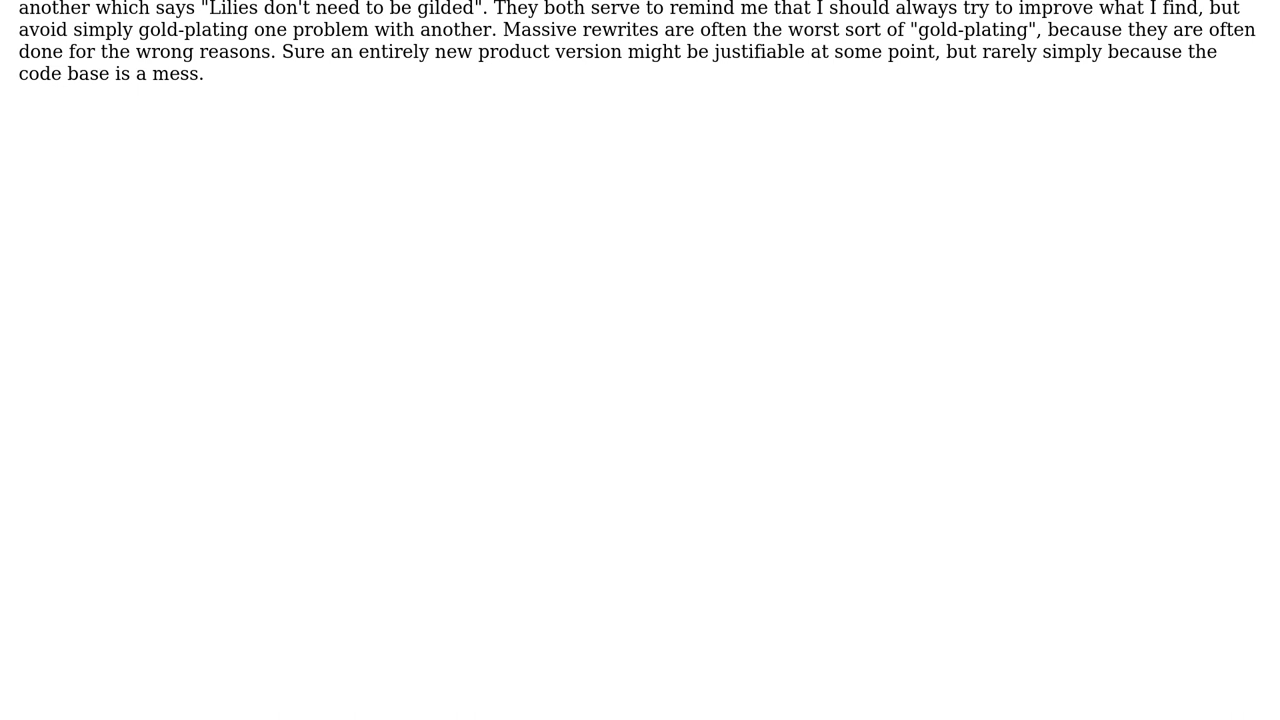 another which says "Lilies don't need to be gilded". They both serve to remind me that I should always try to improve what I find, but
avoid simply gold-plating one problem with another. Massive rewrites are often the worst sort of "gold-plating", because they are often
done for the wrong reasons. Sure an entirely new product version might be justifiable at some point, but rarely simply because the
code base is a mess.